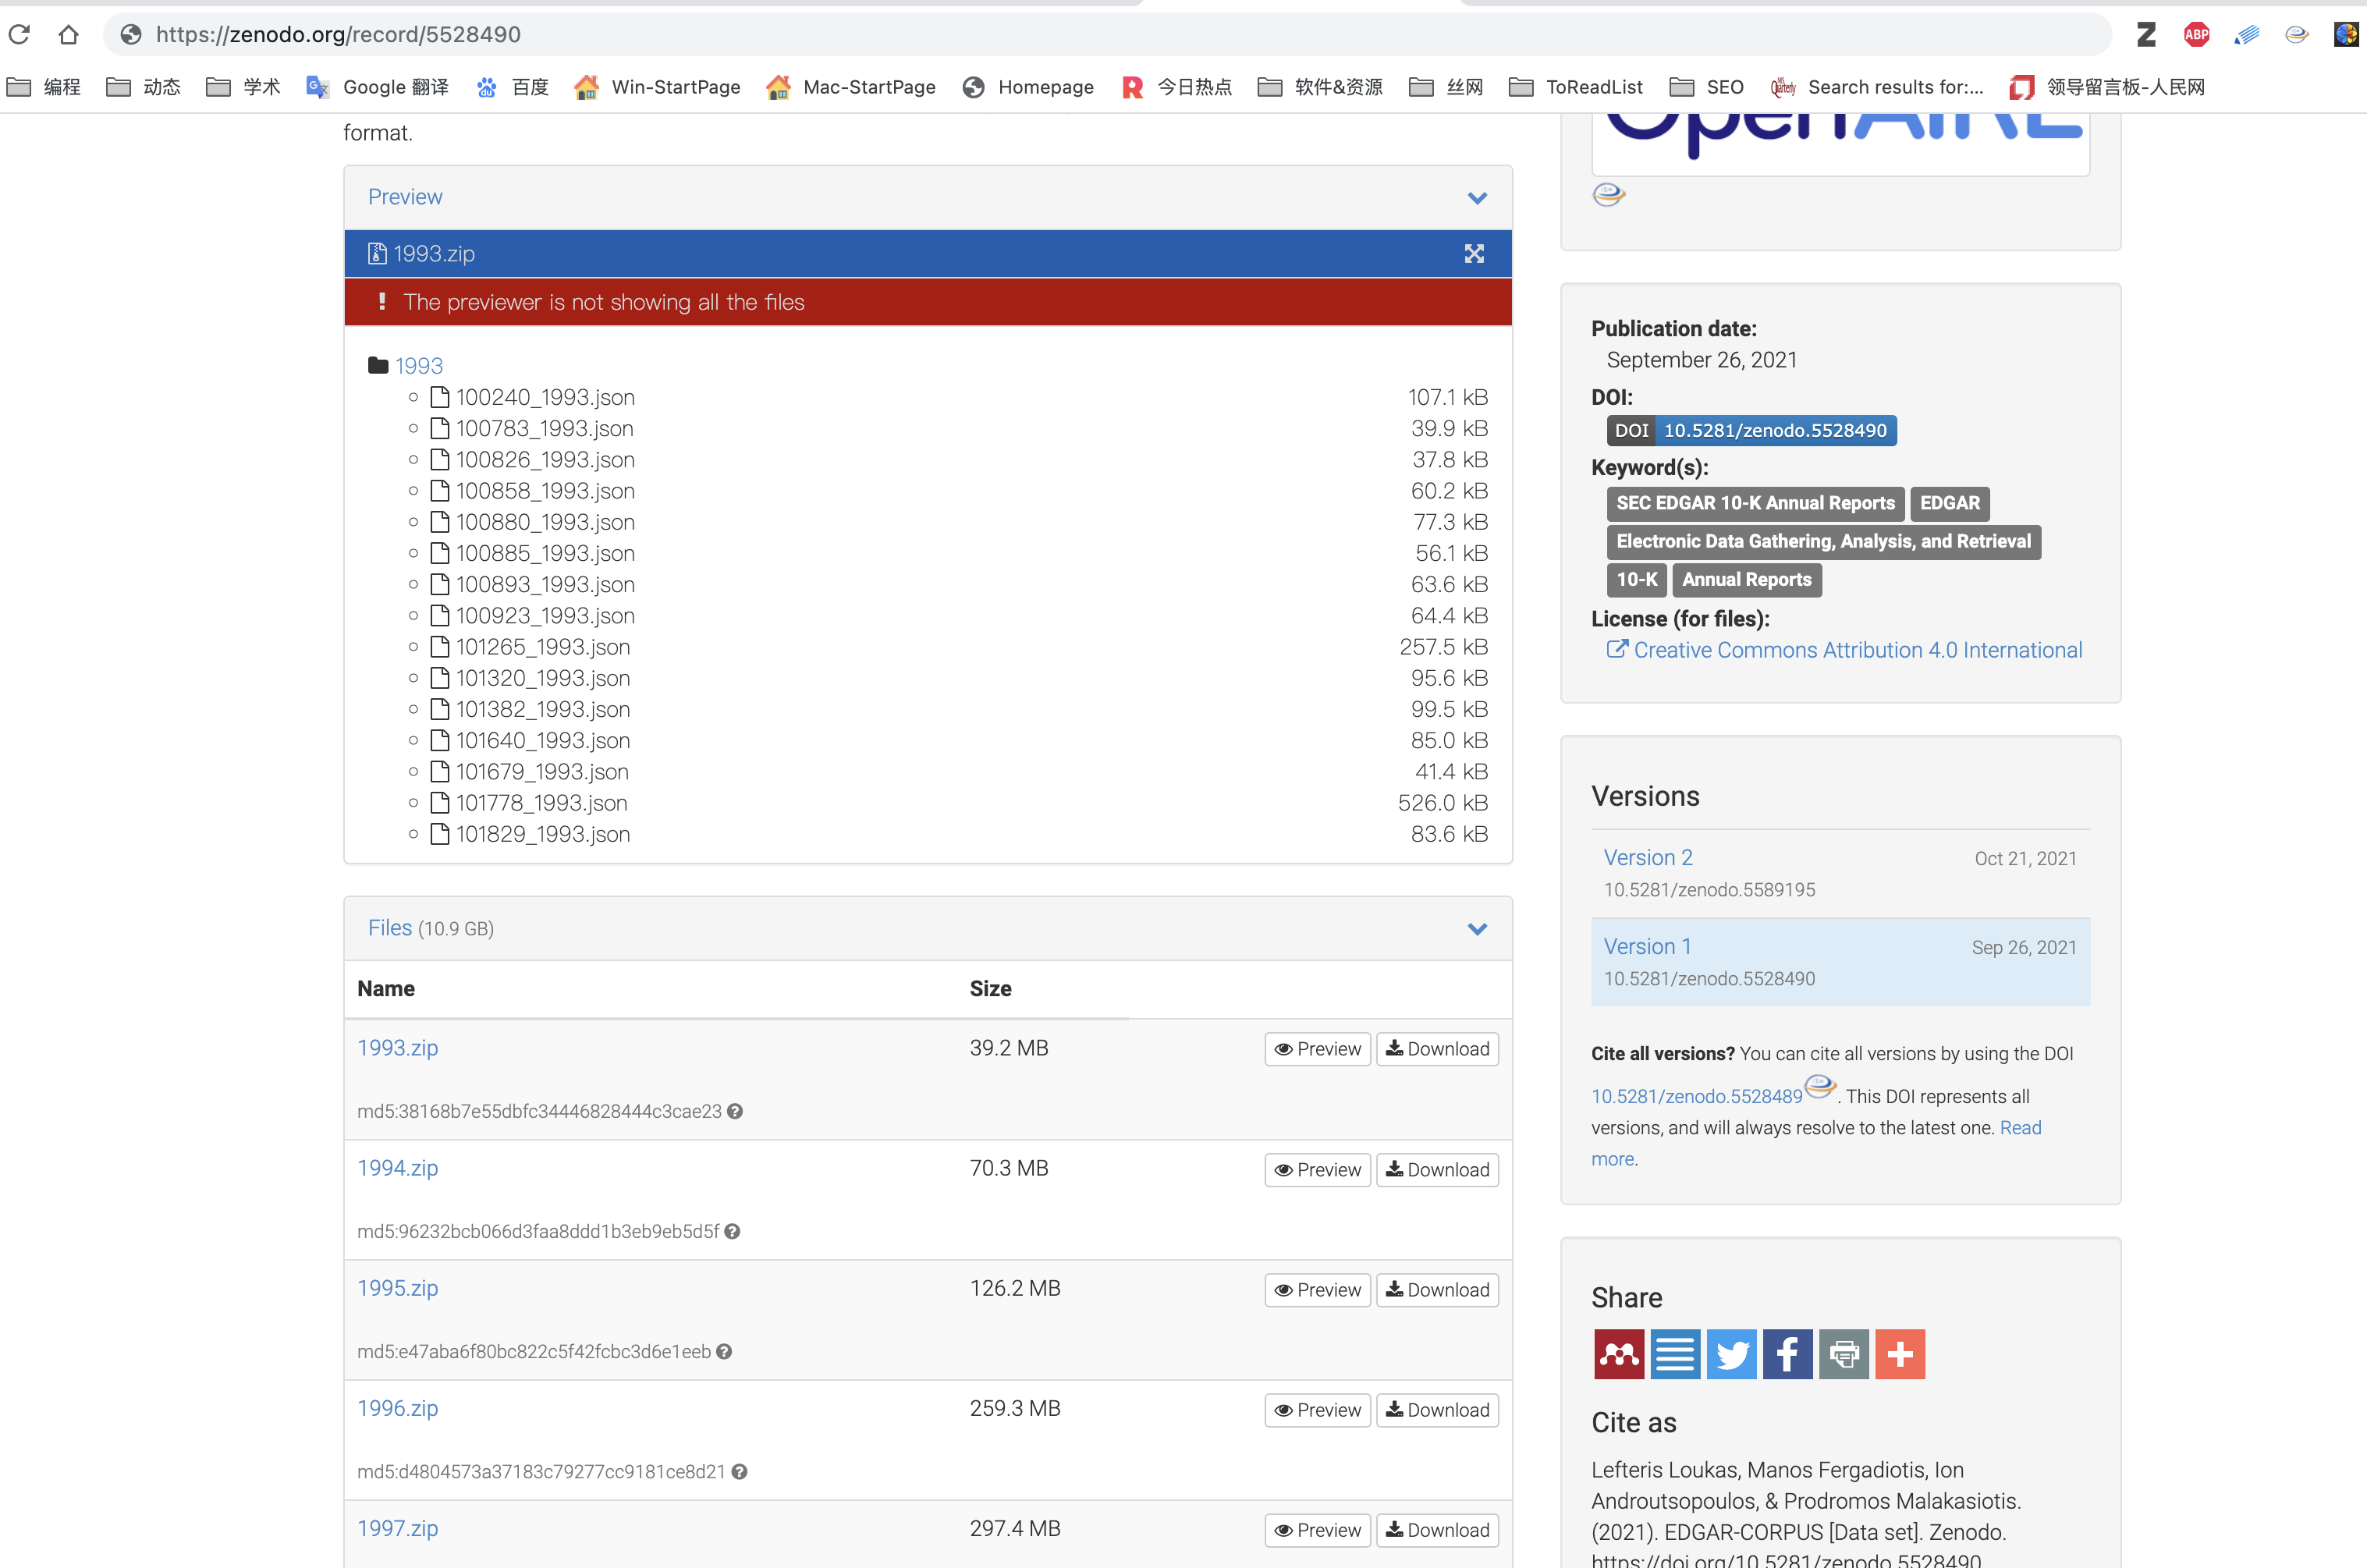 https://zenodo.org/record/5528490
ABP
编程 动态 学术 Google 翻译 百度 Win-StartPage Mac-StartPage Homepage 今日热点 软件&资源 丝网 ToReadList SEO Search results for:... 领导留言板-人民网
format.
Preview
1993.zip
! The previewer is not showing all the files
1993
100240_1993.json 107.1 kB
100783_1993.json 39.9 kB
100826_1993.json 37.8 kB
100858_1993.json 60.2 kB
100880_1993.json 77.3 kB
100885_1993.json 56.1 kB
100893_1993.json 63.6 kB
100923_1993.json 64.4 kB
101265_1993.json 257.5 kB
101320_1993.json 95.6 kB
101382_1993.json 99.5 kB
101640_1993.json 85.0 kB
101679_1993.json 41.4 kB
101778_1993.json 526.0 kB
101829_1993.json 83.6 kB
Files (10.9 GB)
Name Size
1993.zip 39.2 MB Preview Download
md5:38168b7e55dbfc34446828444c3cae23
1994.zip 70.3 MB Preview Download
md5:96232bcb066d3faa8ddd1b3eb9eb5d5f
1995.zip 126.2 MB Preview Download
md5:e47aba6f80bc822c5f42fcbc3d6e1eeb
1996.zip 259.3 MB Preview Download
md5:d4804573a37183c79277cc9181ce8d21
1997.zip 297.4 MB Preview Download
OpenAIRE
Publication date:
September 26, 2021
DOI:
DOI 10.5281/zenodo.5528490
Keyword(s):
SEC EDGAR 10-K Annual Reports EDGAR
Electronic Data Gathering, Analysis, and Retrieval
10-K Annual Reports
License (for files):
Creative Commons Attribution 4.0 International
Versions
Version 2 Oct 21, 2021
10.5281/zenodo.5589195
Version 1 Sep 26, 2021
10.5281/zenodo.5528490
Cite all versions? You can cite all versions by using the DOI
10.5281/zenodo.5528489. This DOI represents all
versions, and will always resolve to the latest one. Read
more.
Share
Cite as
Lefteris Loukas, Manos Fergadiotis, Ion
Androutsopoulos, & Prodromos Malakasiotis.
(2021). EDGAR-CORPUS [Data set]. Zenodo.
https://doi.org/10.5281/zenodo.5528490